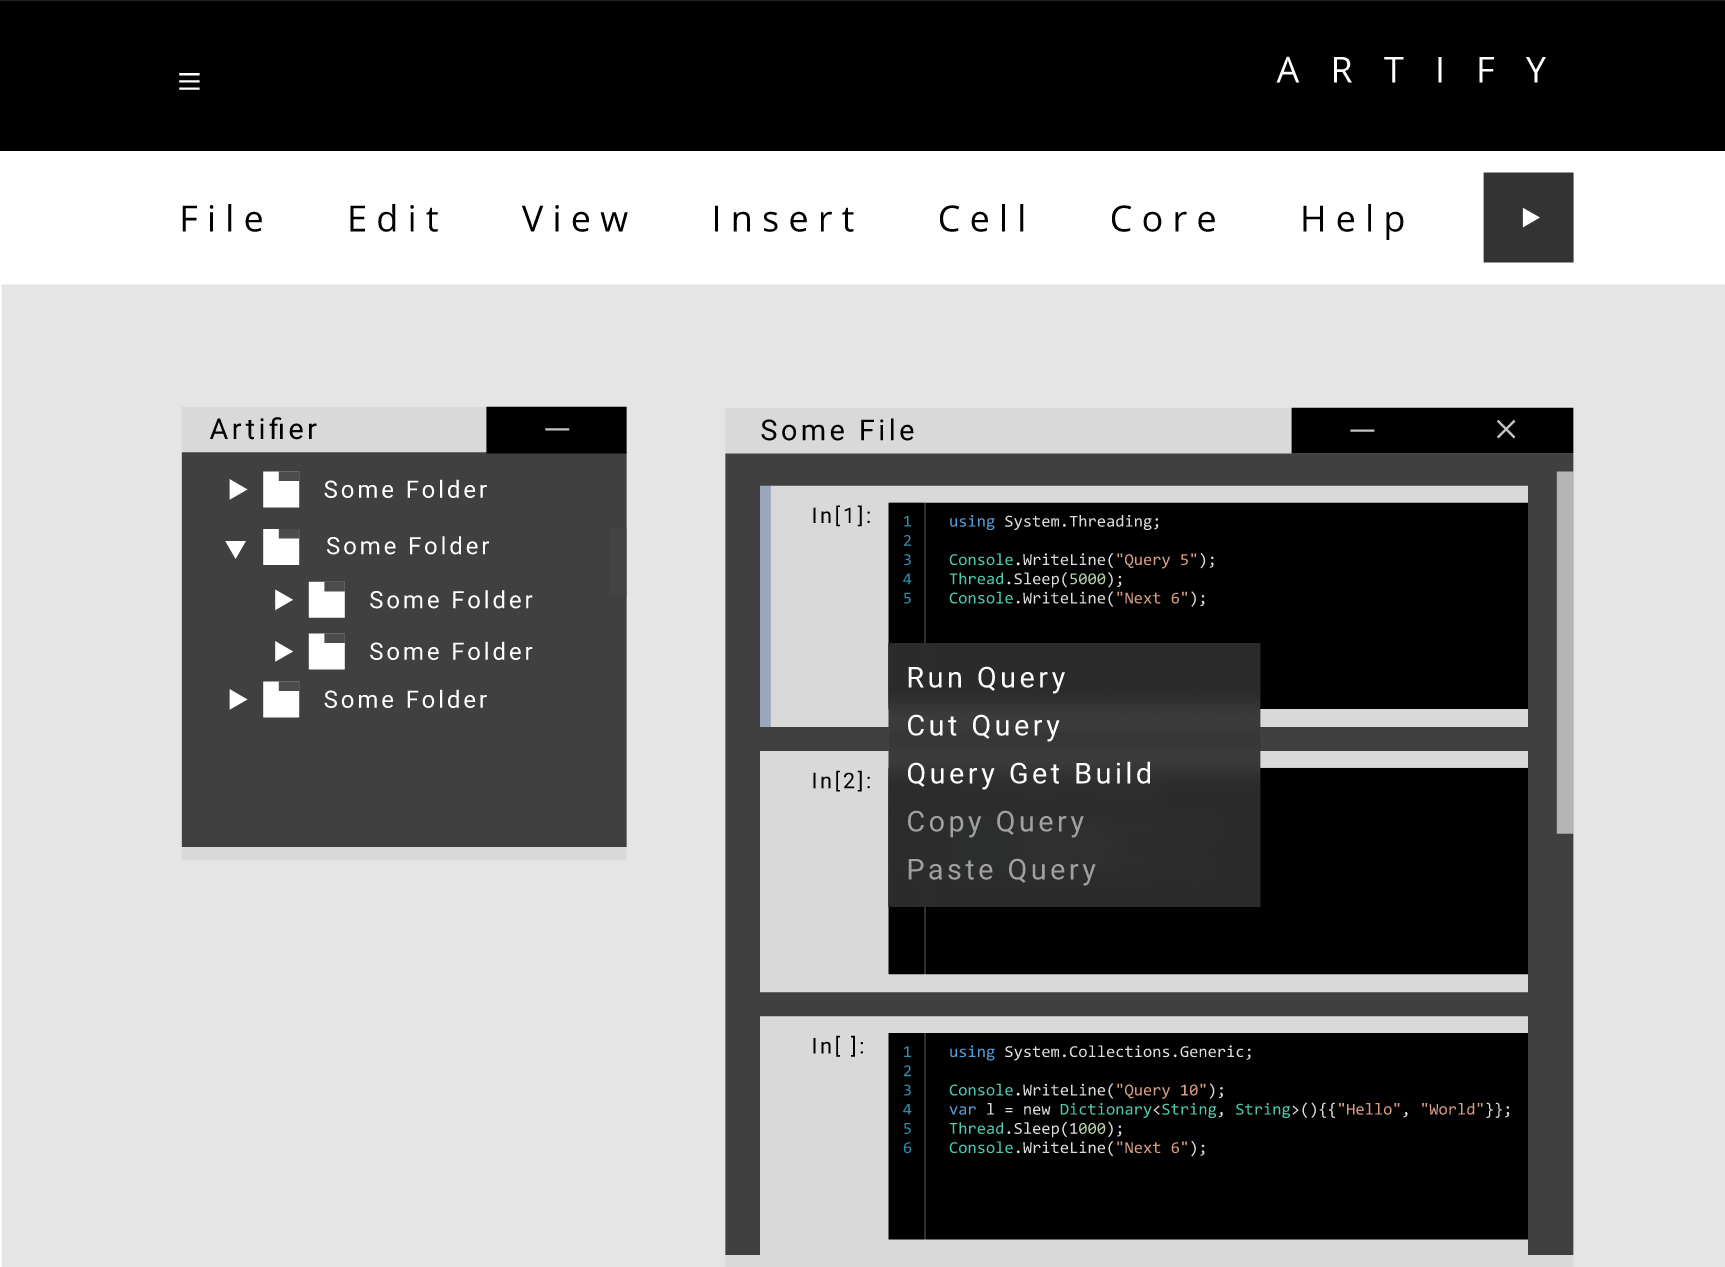 ARTIFY
File Edit View Insert Cell Core Help
Artifier
Some Folder
Some Folder
Some Folder
Some Folder
Some Folder
Some File
In[1]:
1 using System.Threading;
2
3 Console.WriteLine("Query 5");
4 Thread.Sleep(5000);
5 Console.WriteLine("Next 6");
Run Query
Cut Query
Query Get Build
Copy Query
Paste Query
In[2]:
In[ ]:
1 using System.Collections.Generic;
2
3 Console.WriteLine("Query 10");
4 var l = new Dictionary<String, String>(){{"Hello", "World"}};
5 Thread.Sleep(1000);
6 Console.WriteLine("Next 6");